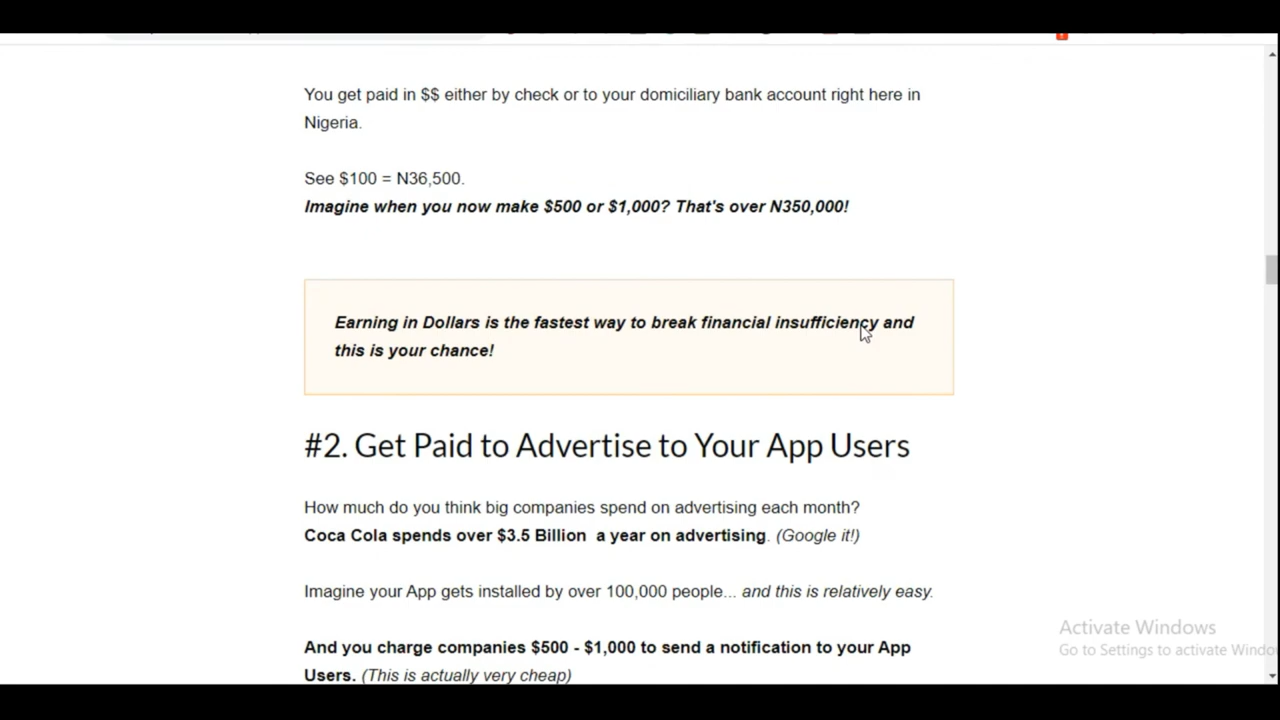 You get paid in $$ either by check or to your domiciliary bank account right here in
Nigeria.
See $100 = N36,500.
Imagine when you now make $500 or $1,000? That's over N350,000!
Earning in Dollars is the fastest way to break financial insufficiency and
this is your chance!
#2. Get Paid to Advertise to Your App Users
How much do you think big companies spend on advertising each month?
Coca Cola spends over $3.5 Billion  a year on advertising. (Google it!)
Imagine your App gets installed by over 100,000 people... and this is relatively easy.
And you charge companies $500 - $1,000 to send a notification to your App
Users. (This is actually very cheap)
Activate Windows
Go to Settings to activate Windo